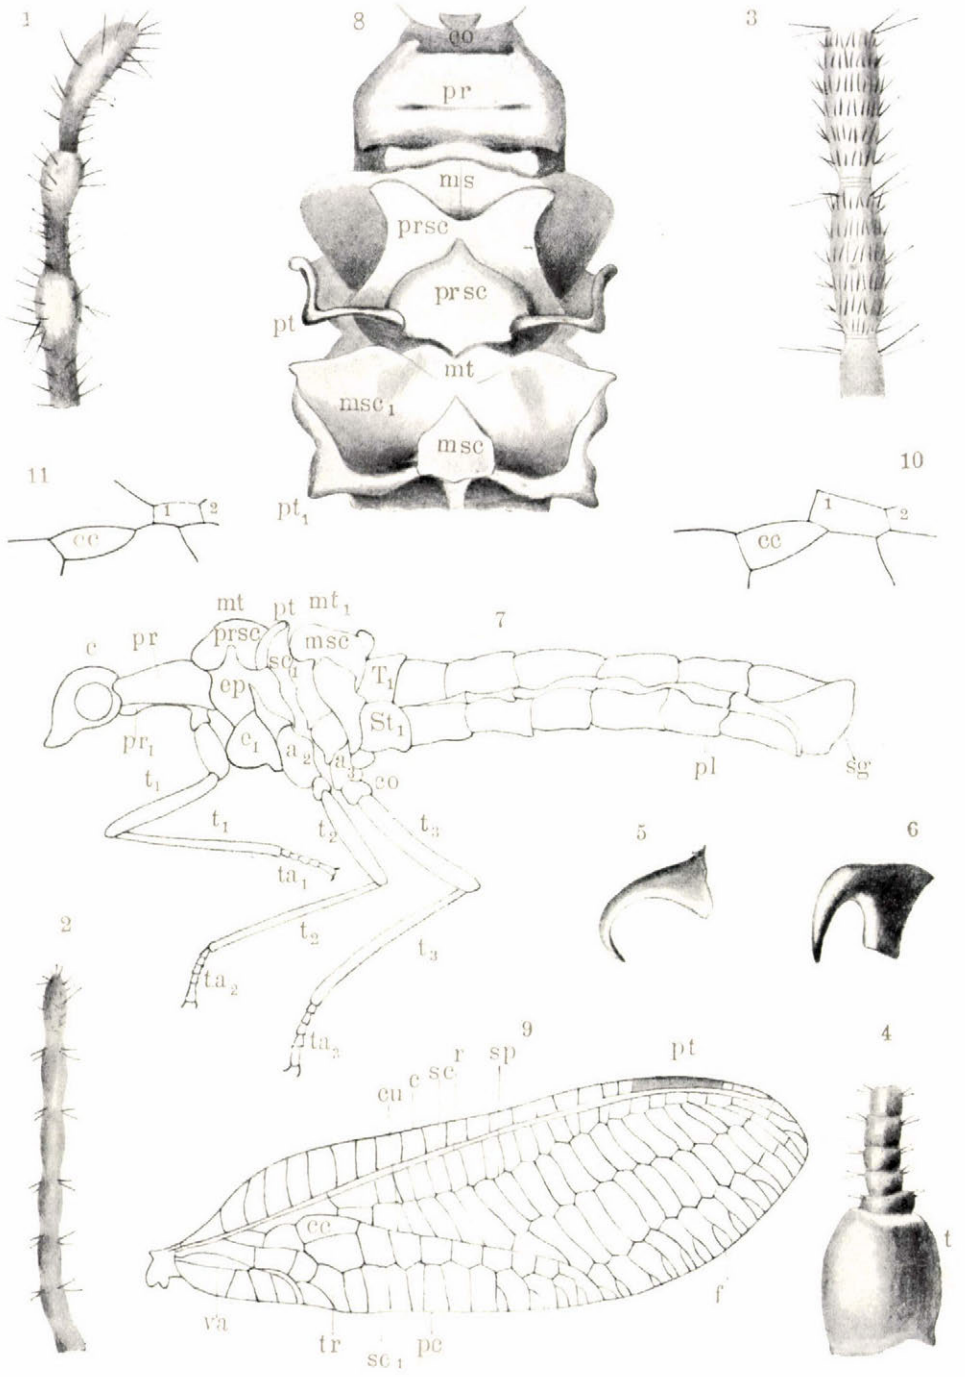 1 8 3
co
pr
ms
prsc
prsc
pt
mt
msc1
msc
pt1
11 10
1 2
cc
1 2
cc
7
mt pt mt1
c pr prsc msc
sc1
ep T1
pr1 e1 a2 a3 St1
co pl sg
t1
t1 t2 t3
ta1
5 6
2
t2 t3
ta2
ta3
9 4
cu c sc r sp pt
cc
t
va f
tr sc1 pc